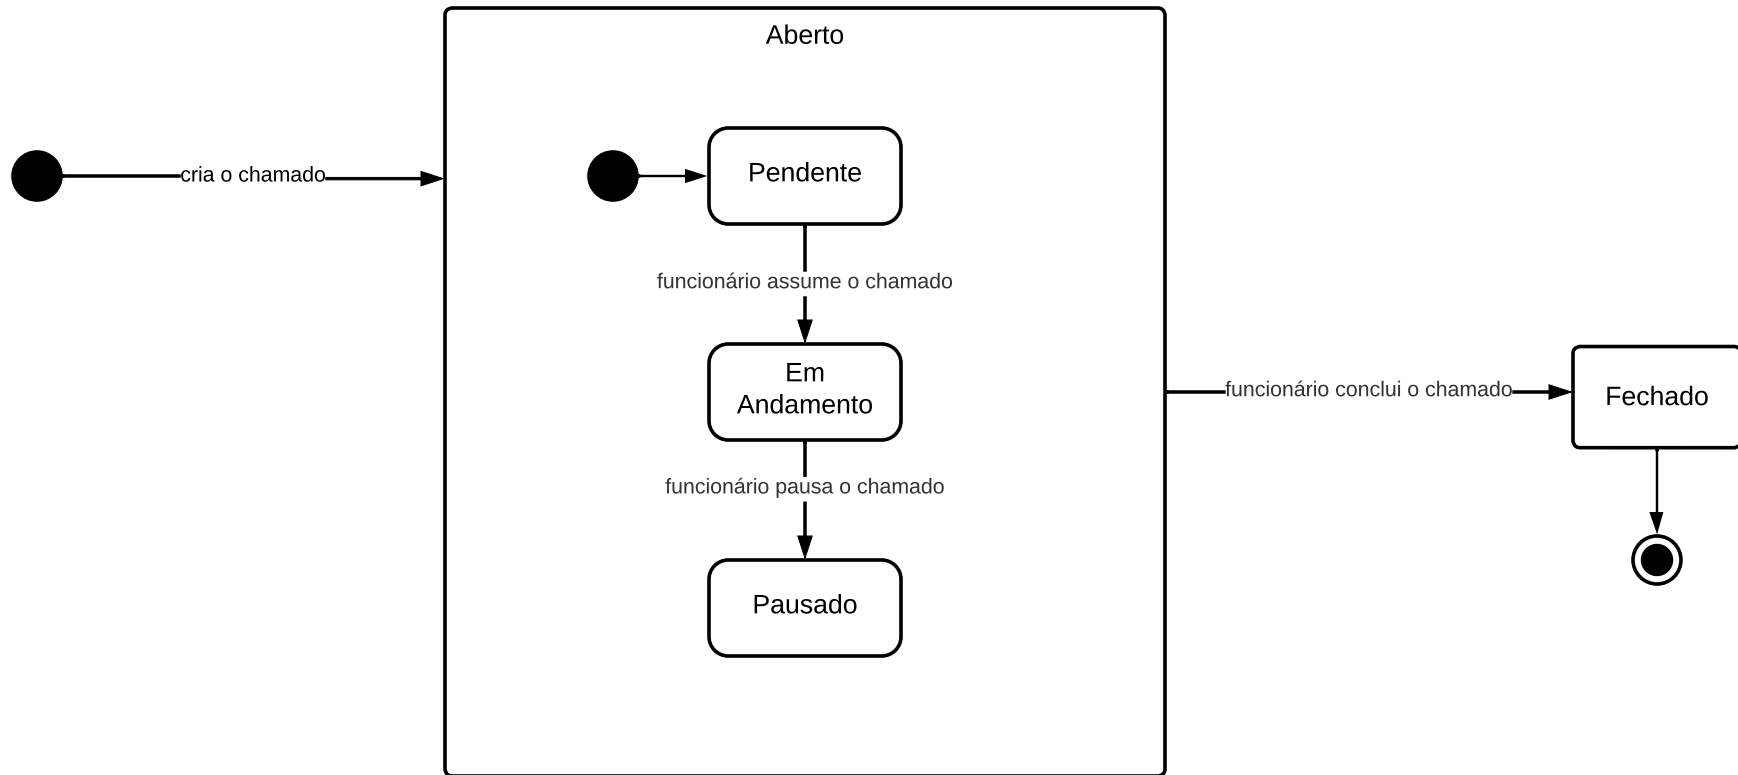 Aberto
cria o chamado
Pendente
funcionário assume o chamado
Em
Andamento
funcionário conclui o chamado
Fechado
funcionário pausa o chamado
Pausado